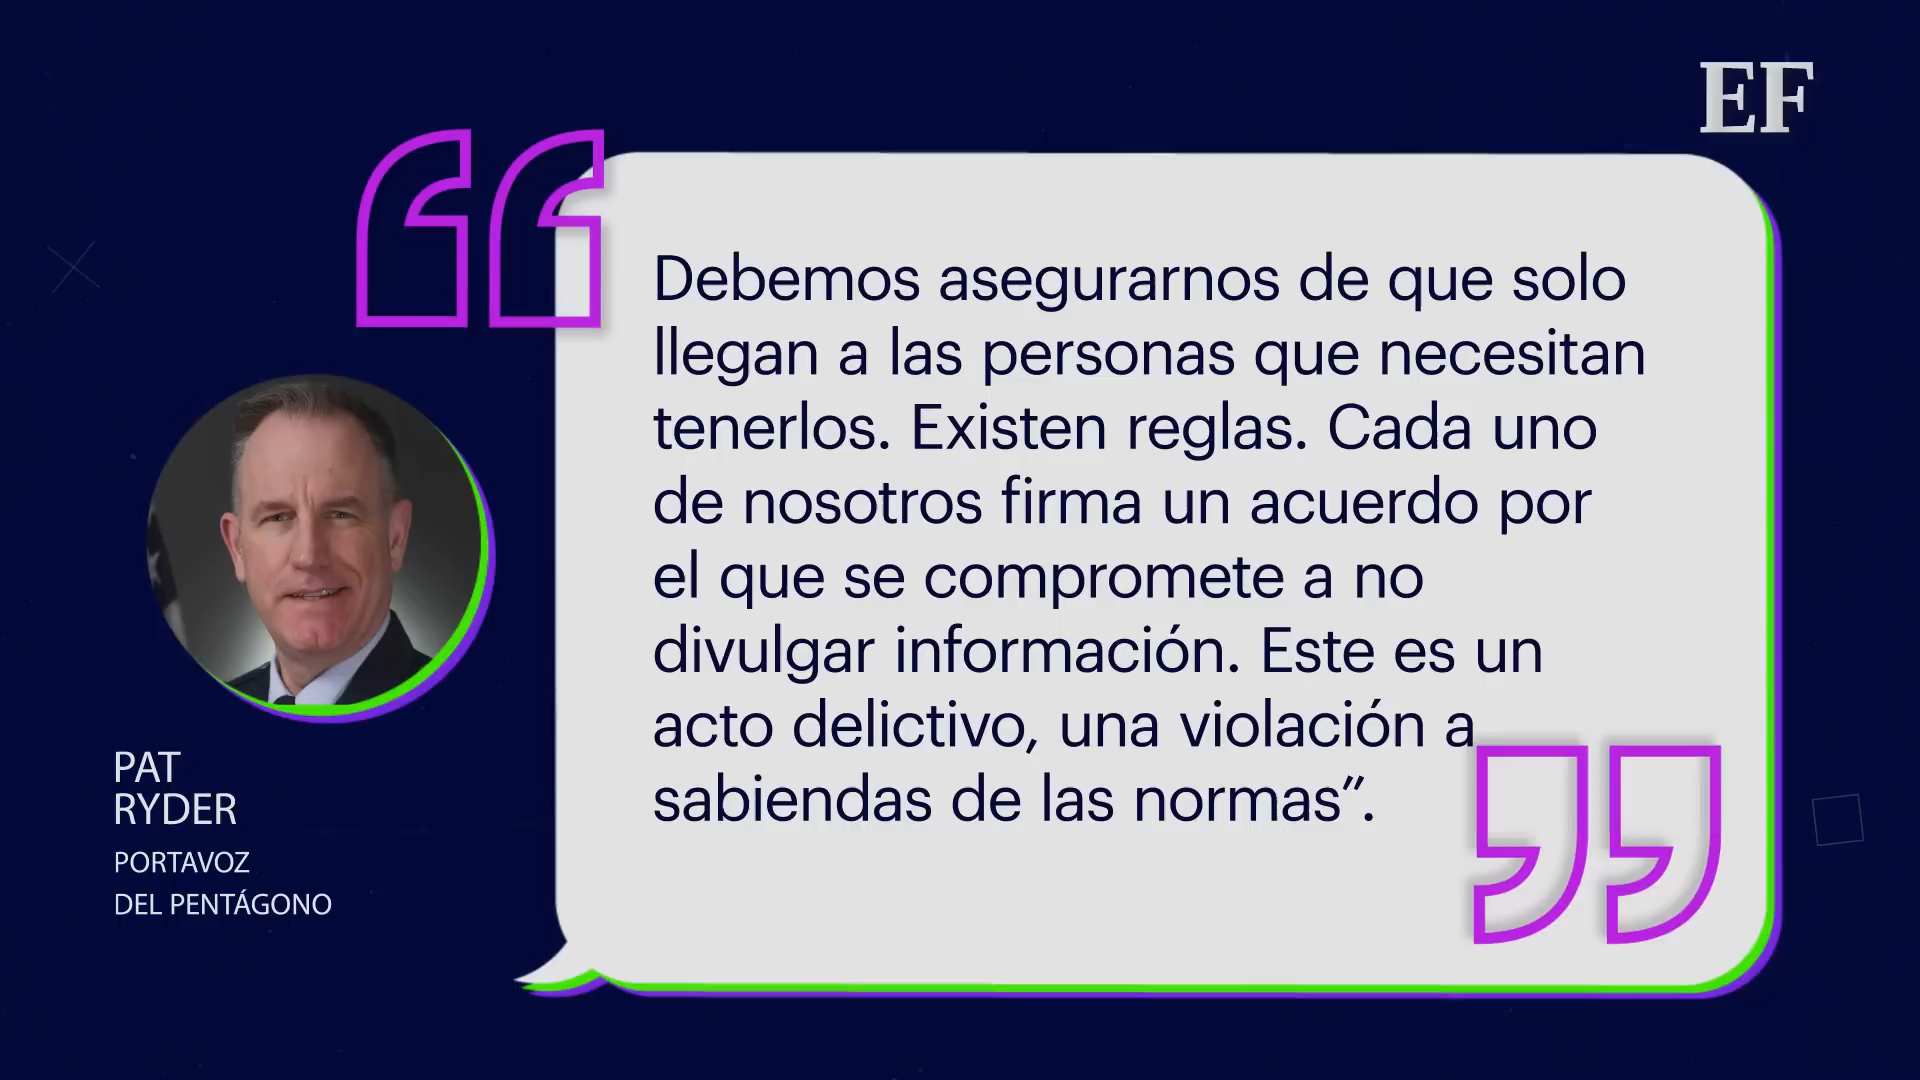 EF
Debemos asegurarnos de que solo
llegan a las personas que necesitan
tenerlos. Existen reglas. Cada uno
de nosotros firma un acuerdo por
el que se compromete a no
divulgar información. Este es un
acto delictivo, una violación a
sabiendas de las normas”.
PAT
RYDER
PORTAVOZ
DEL PENTÁGONO